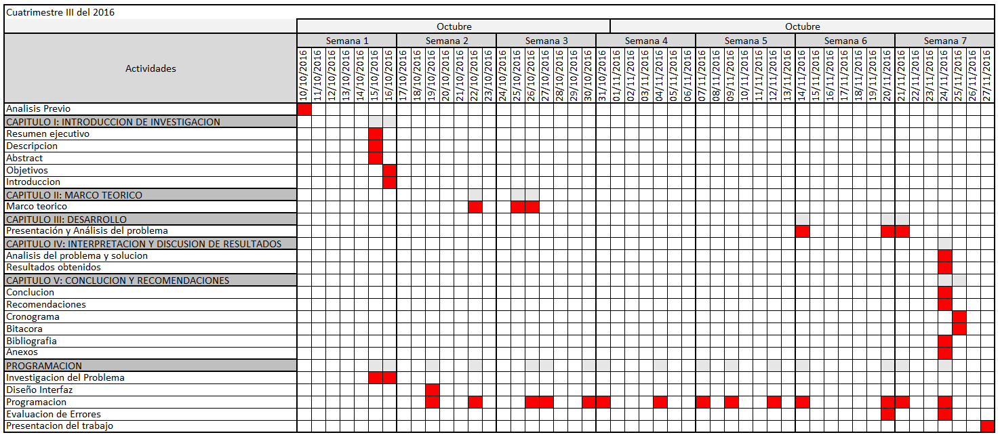 Cuatrimestre III del 2016
Octubre Octubre
Semana 1 Semana 2 Semana 3 Semana 4 Semana 5 Semana 6 Semana 7
Actividades
10/10/2016 11/10/2016 12/10/2016 13/10/2016 14/10/2016 15/10/2016 16/10/2016 17/10/2016 18/10/2016 19/10/2016 20/10/2016 21/10/2016 22/10/2016 23/10/2016 24/10/2016 25/10/2016 26/10/2016 27/10/2016 28/10/2016 29/10/2016 30/10/2016 31/10/2016 01/11/2016 02/11/2016 03/11/2016 04/11/2016 05/11/2016 06/11/2016 07/11/2016 08/11/2016 09/11/2016 10/11/2016 11/11/2016 12/11/2016 13/11/2016 14/11/2016 15/11/2016 16/11/2016 17/11/2016 18/11/2016 19/11/2016 20/11/2016 21/11/2016 22/11/2016 23/11/2016 24/11/2016 25/11/2016 26/11/2016 27/11/2016
Analisis Previo
CAPITULO I: INTRODUCCION DE INVESTIGACION
Resumen ejecutivo
Descripcion
Abstract
Objetivos
Introduccion
CAPITULO II: MARCO TEORICO
Marco teorico
CAPITULO III: DESARROLLO
Presentación y Análisis del problema
CAPITULO IV: INTERPRETACION Y DISCUSION DE RESULTADOS
Analisis del problema y solucion
Resultados obtenidos
CAPITULO V: CONCLUCION Y RECOMENDACIONES
Conclucion
Recomendaciones
Cronograma
Bitacora
Bibliografia
Anexos
PROGRAMACION
Investigacion del Problema
Diseño Interfaz
Programacion
Evaluacion de Errores
Presentacion del trabajo